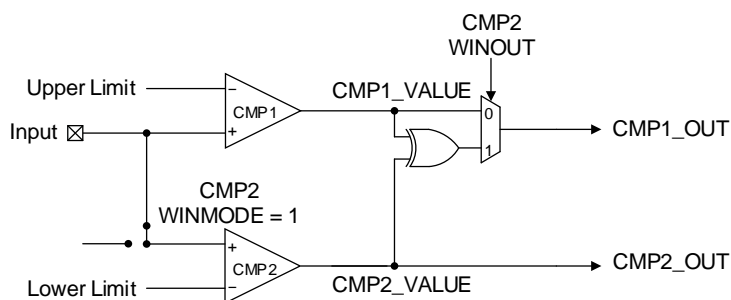 CMP2
WINOUT
Upper Limit
−
CMP1_VALUE
CMP1
0
Input
+
1
CMP1_OUT
CMP2
WINMODE = 1
+
CMP2
CMP2_OUT
Lower Limit
−
CMP2_VALUE